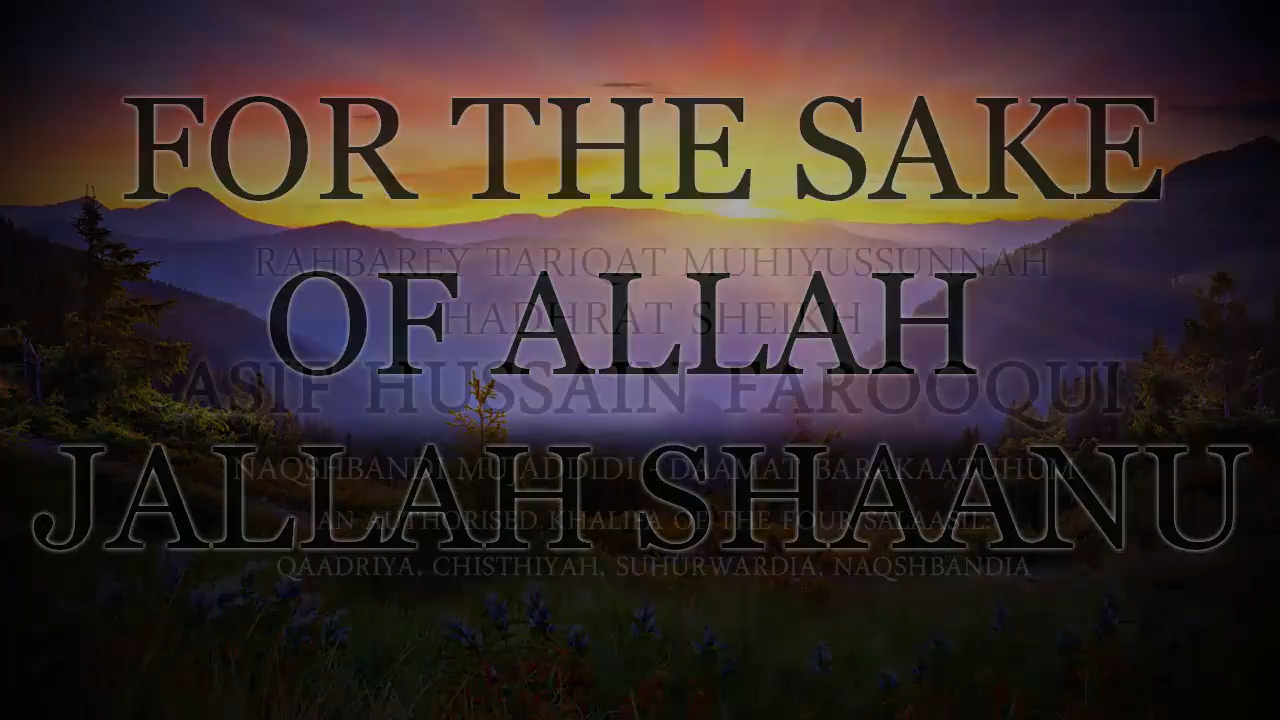 FOR THE SAKE
RAHBAREY TARIQAT MUHIYUSSUNNAH
OF ALLAH
HADHRAT SHEIKH
ASIF HUSSAIN FAROOQUI
JALLAH SHAANU
NAQSHBANDI MUJADDIDI - DAAMAT BARAKAATUHUM
AN AUTHORISED KHALIFA OF THE FOUR SALAASIL:
QAADRIYA, CHISTHIYAH, SUHURWARDIA, NAQSHBANDIA